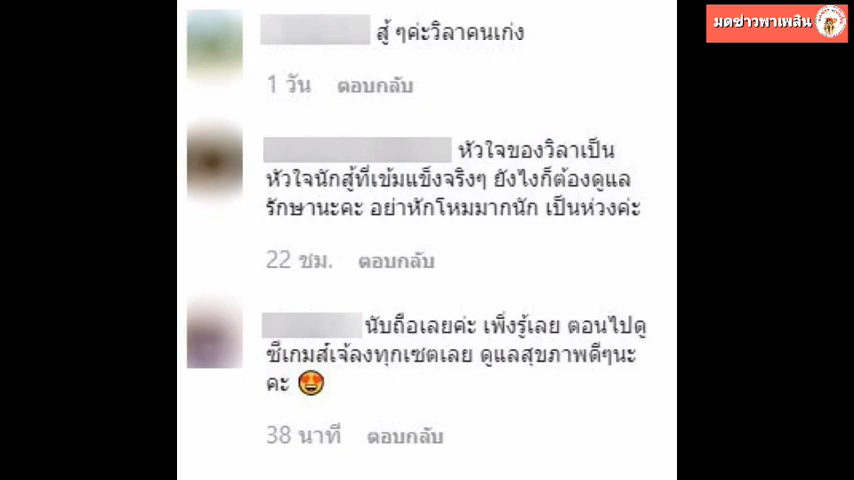 มดข่าวพาเพลิน
สู้ ๆค่ะวิลาคนเก่ง
1 วัน ตอบกลับ
หัวใจของวิลาเป็น
หัวใจนักสู้ที่เข้มแข็งจริงๆ ยังไงก็ต้องดูแล
รักษานะคะ อย่าหักโหมมากนัก เป็นห่วงค่ะ
22 ชม. ตอบกลับ
นับถือเลยค่ะ เพิ่งรู้เลย ตอนไปดู
ซีเกมส์เจ้ลงทุกเซตเลย ดูแลสุขภาพดีๆนะ
คะ 😍
38 นาที ตอบกลับ